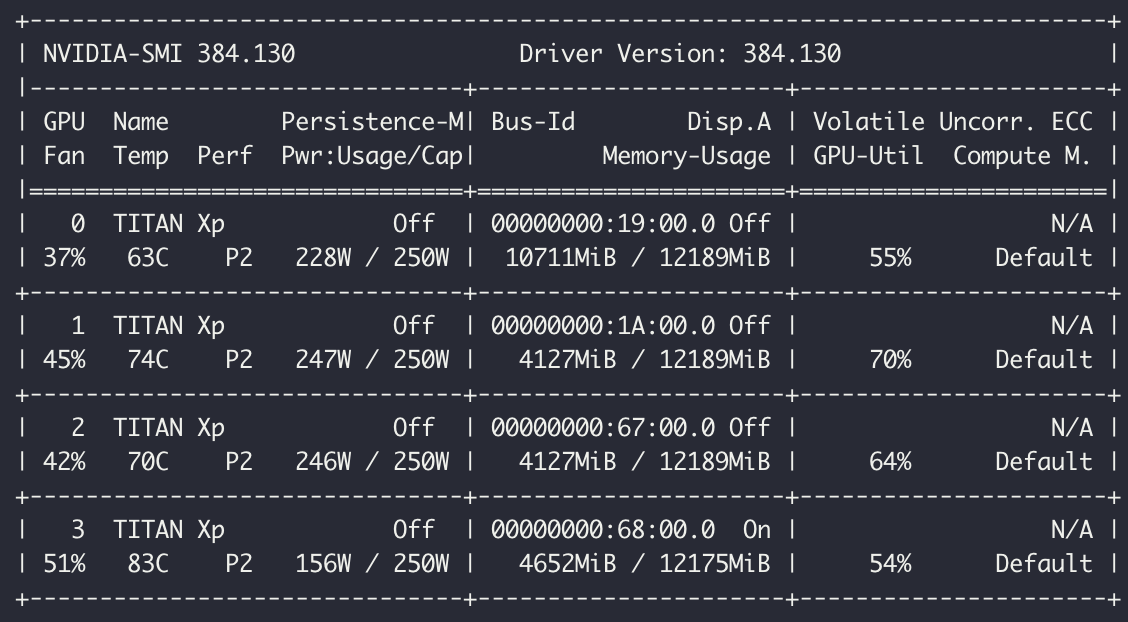 +-----------------------------------------------------------------------------+
| NVIDIA-SMI 384.130                Driver Version: 384.130                   |
|-------------------------------+----------------------+----------------------+
| GPU  Name        Persistence-M| Bus-Id        Disp.A | Volatile Uncorr. ECC |
| Fan  Temp  Perf  Pwr:Usage/Cap|         Memory-Usage | GPU-Util  Compute M. |
|===============================+======================+======================|
|   0  TITAN Xp            Off  | 00000000:19:00.0 Off |                  N/A |
| 37%   63C    P2   228W / 250W |  10711MiB / 12189MiB |     55%      Default |
+-------------------------------+----------------------+----------------------+
|   1  TITAN Xp            Off  | 00000000:1A:00.0 Off |                  N/A |
| 45%   74C    P2   247W / 250W |   4127MiB / 12189MiB |     70%      Default |
+-------------------------------+----------------------+----------------------+
|   2  TITAN Xp            Off  | 00000000:67:00.0 Off |                  N/A |
| 42%   70C    P2   246W / 250W |   4127MiB / 12189MiB |     64%      Default |
+-------------------------------+----------------------+----------------------+
|   3  TITAN Xp            Off  | 00000000:68:00.0  On |                  N/A |
| 51%   83C    P2   156W / 250W |   4652MiB / 12175MiB |     54%      Default |
+-------------------------------+----------------------+----------------------+